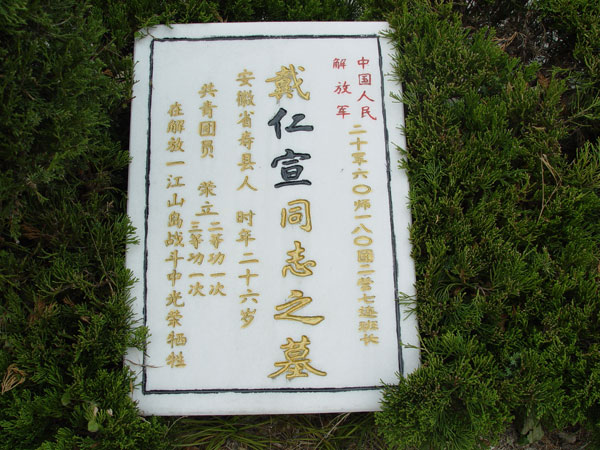 中国人民
解放军
二十军六〇师一八〇團二营七连班长
戴仁宣同志之墓
安徽省寿县人 时年二十六岁
共青团员 荣立
二等功一次
三等功一次
在解放一江山島战斗中光荣牺牲